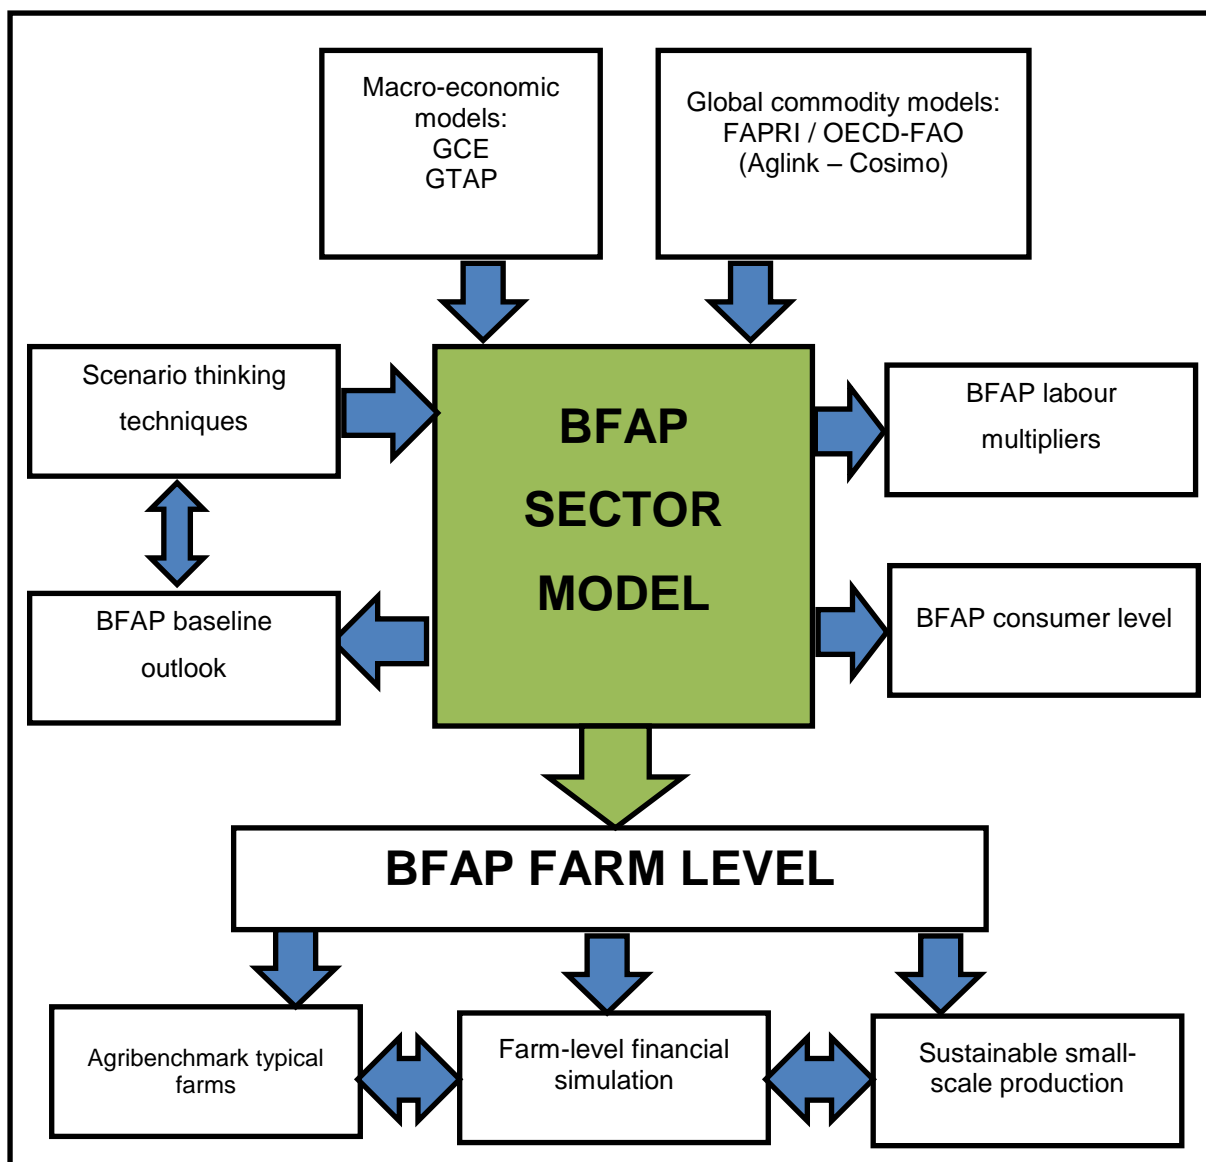 Macro-economic
models:
GCE
GTAP
Global commodity models:
FAPRI / OECD-FAO
(Aglink – Cosimo)
Scenario thinking
techniques
BFAP
SECTOR
MODEL
BFAP labour
multipliers
BFAP baseline
outlook
BFAP consumer level
BFAP FARM LEVEL
Agribenchmark typical
farms
Farm-level financial
simulation
Sustainable small-
scale production